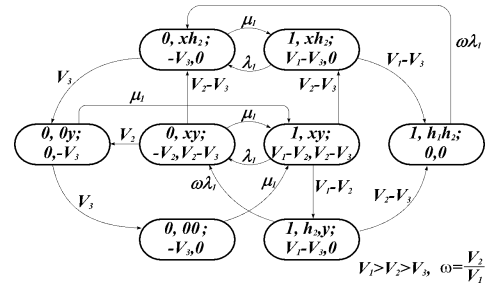 μ₁
ωλ₁
0, xh₂;
-V₃,0
λ₁
1, xh₂;
V₁-V₃,0
V₁-V₃
V₃
V₂-V₃
V₂-V₃
μ₁
μ₁
0, 0y;
0,-V₃
V₂
0, xy;
-V₂,V₂-V₃
λ₁
1, xy;
V₁-V₂,V₂-V₃
1, h₁h₂;
0,0
ωλ₁
μ₁
V₁-V₂
V₃
V₂-V₃
0, 00;
-V₃,0
1, h₂,y;
V₁-V₃,0
V₁>V₂>V₃, ω=V₂/V₁